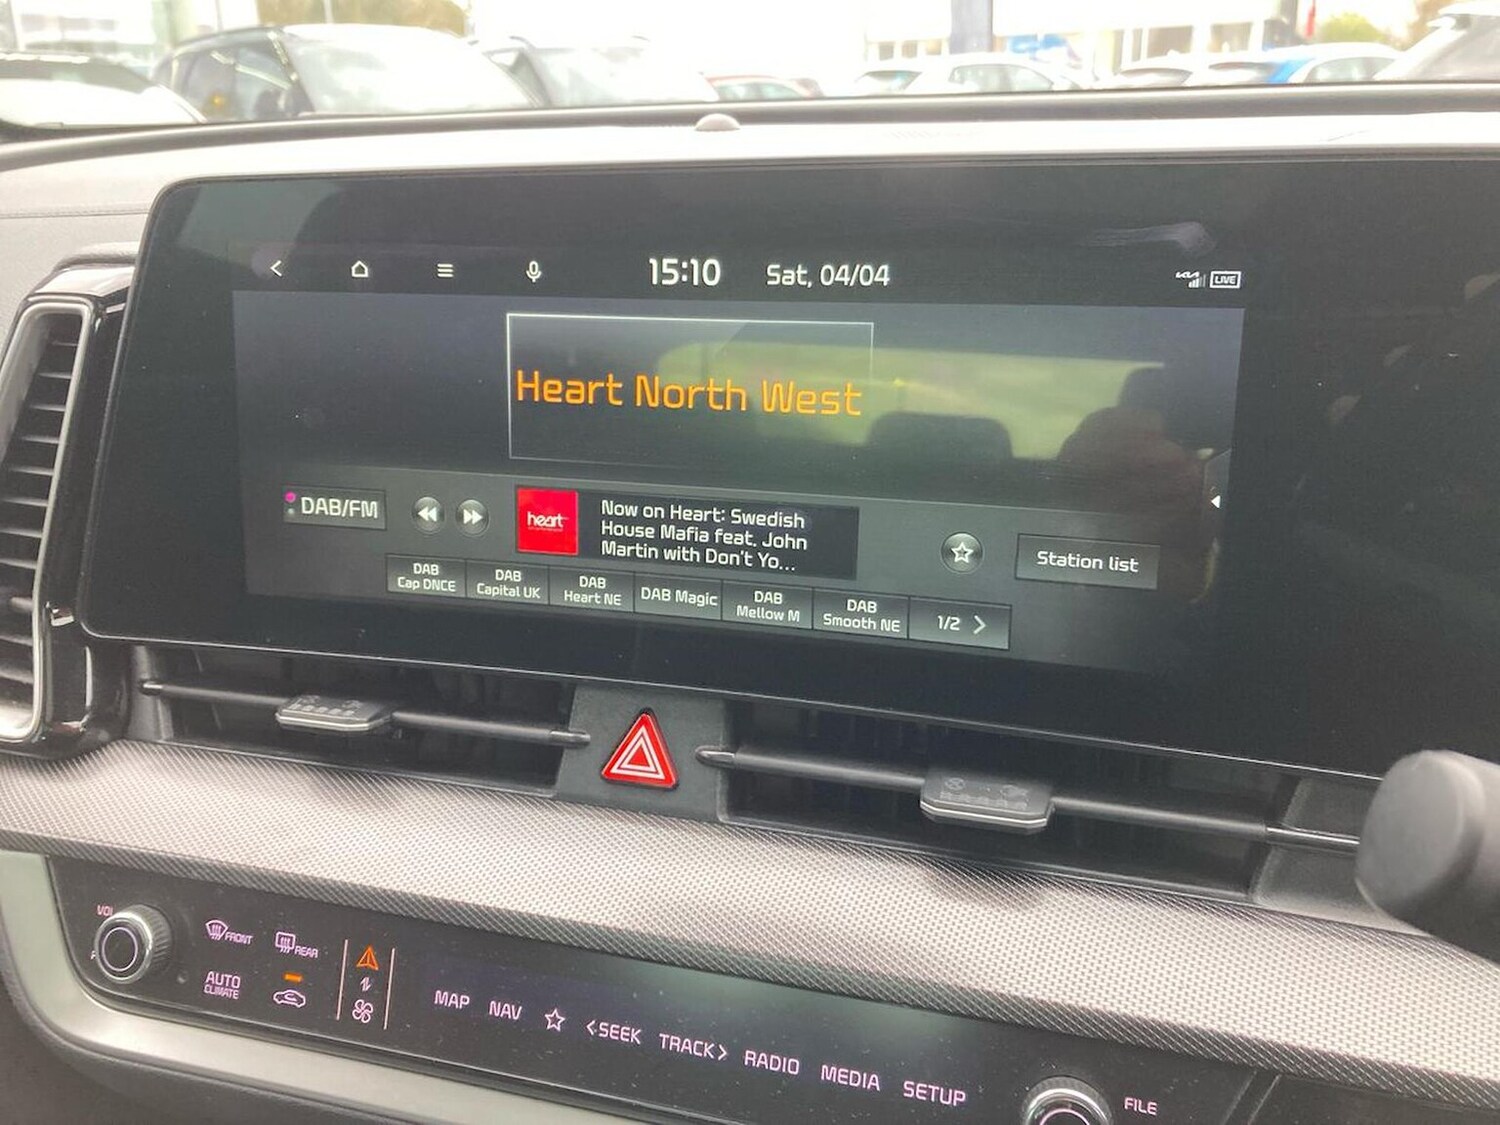 15:10 Sat, 04/04 LIVE
Heart North West
DAB/FM
heart
Now on Heart: Swedish
House Mafia feat. John
Martin with Don't Yo...
Station list
DAB
Cap DNCE
DAB
Capital UK
DAB
Heart NE
DAB Magic
DAB
Mellow M
DAB
Smooth NE
1/2
VOL
FRONT
REAR
AUTO
CLIMATE
MAP NAV <SEEK TRACK> RADIO MEDIA SETUP
FILE